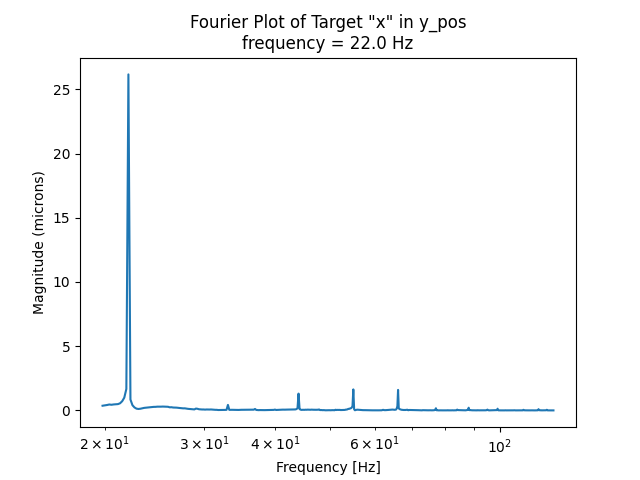 Fourier Plot of Target "x" in y_pos
frequency = 22.0 Hz
25
20
15
10
5
0
Magnitude (microns)
2 × 10¹
3 × 10¹
4 × 10¹
6 × 10¹
10²
Frequency [Hz]